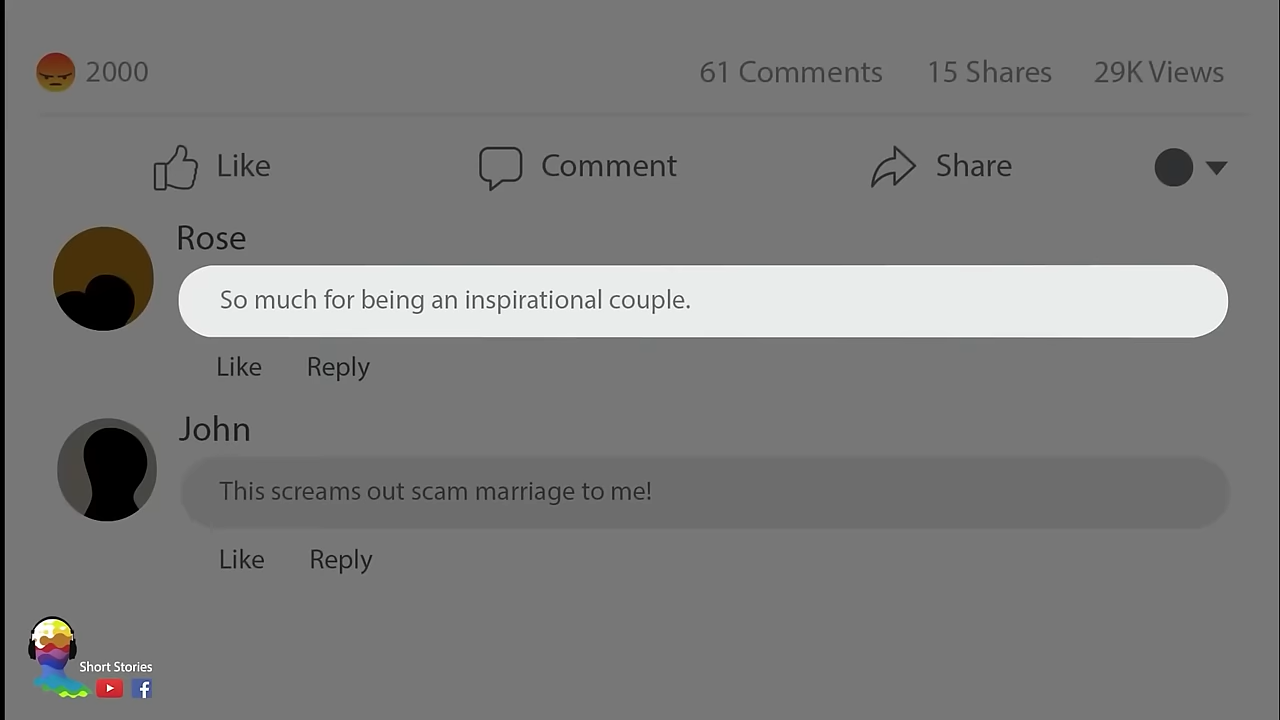 2000 61 Comments 15 Shares 29K Views
Like Comment Share
Rose
So much for being an inspirational couple.
Like Reply
John
This screams out scam marriage to me!
Like Reply
Short Stories